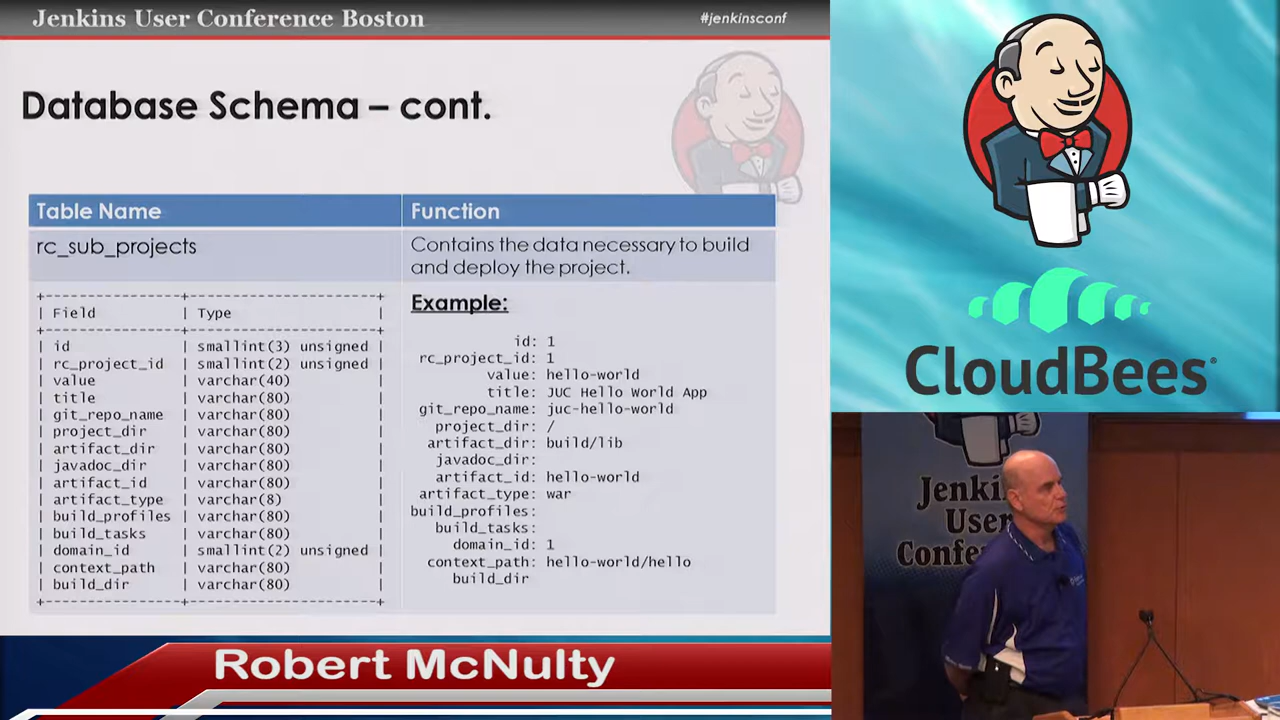 Jenkins User Conference Boston
#jenkinsconf
Database Schema – cont.
Table Name
Function
rc_sub_projects
Contains the data necessary to build
and deploy the project.
+----------------+---------------------+
| Field | Type |
+----------------+---------------------+
| id | smallint(3) unsigned |
| rc_project_id | smallint(2) unsigned |
| value | varchar(40) |
| title | varchar(80) |
| git_repo_name | varchar(80) |
| project_dir | varchar(80) |
| artifact_dir | varchar(80) |
| javadoc_dir | varchar(80) |
| artifact_id | varchar(80) |
| artifact_type | varchar(8) |
| build_profiles | varchar(80) |
| build_tasks | varchar(80) |
| domain_id | smallint(2) unsigned |
| context_path | varchar(80) |
| build_dir | varchar(80) |
+----------------+---------------------+
Example:
id: 1
rc_project_id: 1
value: hello-world
title: JUC Hello World App
git_repo_name: juc-hello-world
project_dir: /
artifact_dir: build/lib
javadoc_dir:
artifact_id: hello-world
artifact_type: war
build_profiles:
build_tasks:
domain_id: 1
context_path: hello-world/hello
build_dir
Robert McNulty
CloudBees®
Jenki
User
Confe